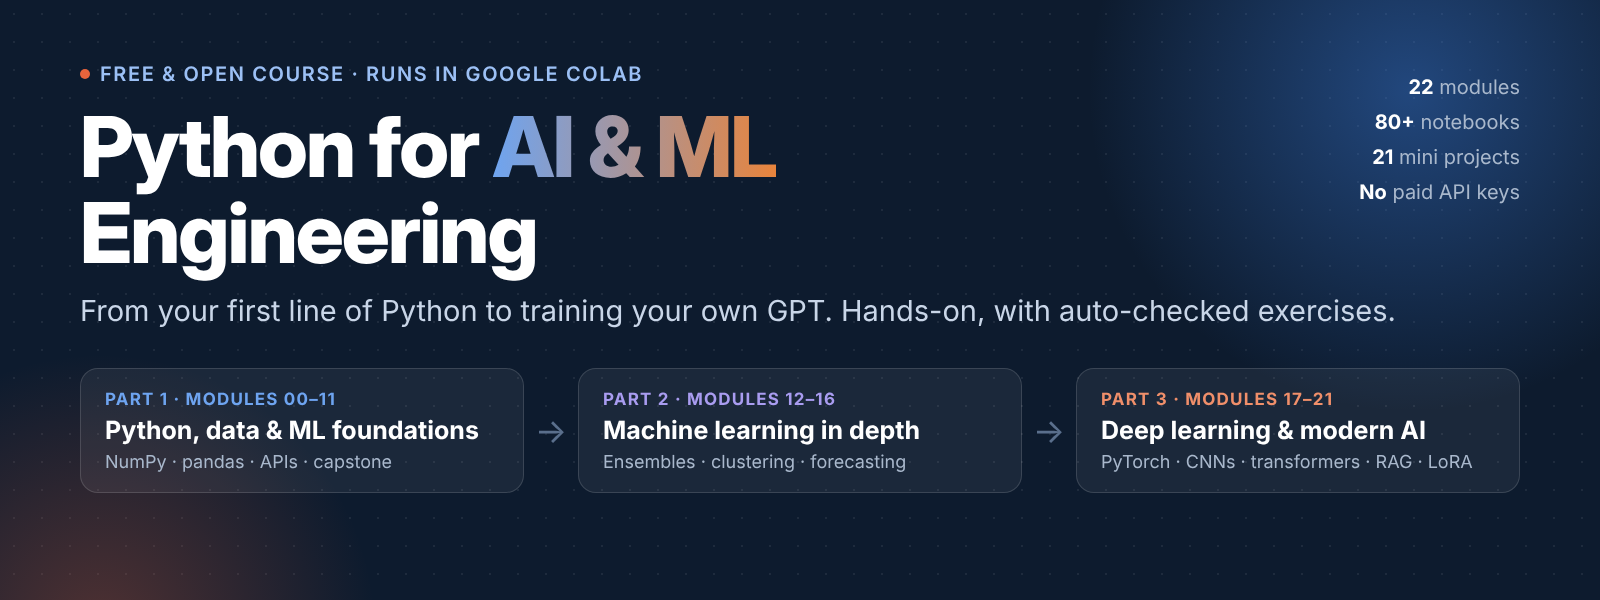 FREE & OPEN COURSE · RUNS IN GOOGLE COLAB
Python for AI & ML
Engineering
From your first line of Python to training your own GPT. Hands-on, with auto-checked exercises.
22 modules
80+ notebooks
21 mini projects
No paid API keys
PART 1 · MODULES 00–11
Python, data & ML foundations
NumPy · pandas · APIs · capstone
→
PART 2 · MODULES 12–16
Machine learning in depth
Ensembles · clustering · forecasting
→
PART 3 · MODULES 17–21
Deep learning & modern AI
PyTorch · CNNs · transformers · RAG · LoRA